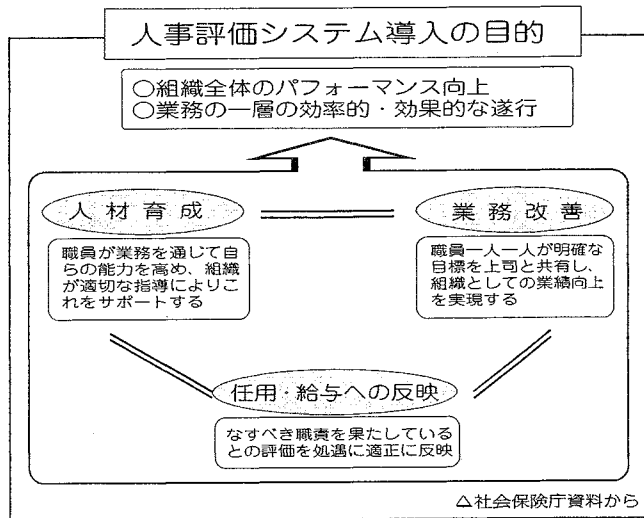 人事評価システム導入の目的
○組織全体のパフォーマンス向上
○業務の一層の効率的・効果的な遂行
人材育成
職員が業務を通じて自
らの能力を高め、組織
が適切な指導によりこ
れをサポートする
業務改善
職員一人一人が明確な
目標を上司と共有し、
組織としての業績向上
を実現する
任用・給与への反映
なすべき職責を果たしている
との評価を処遇に適正に反映
△社会保険庁資料から